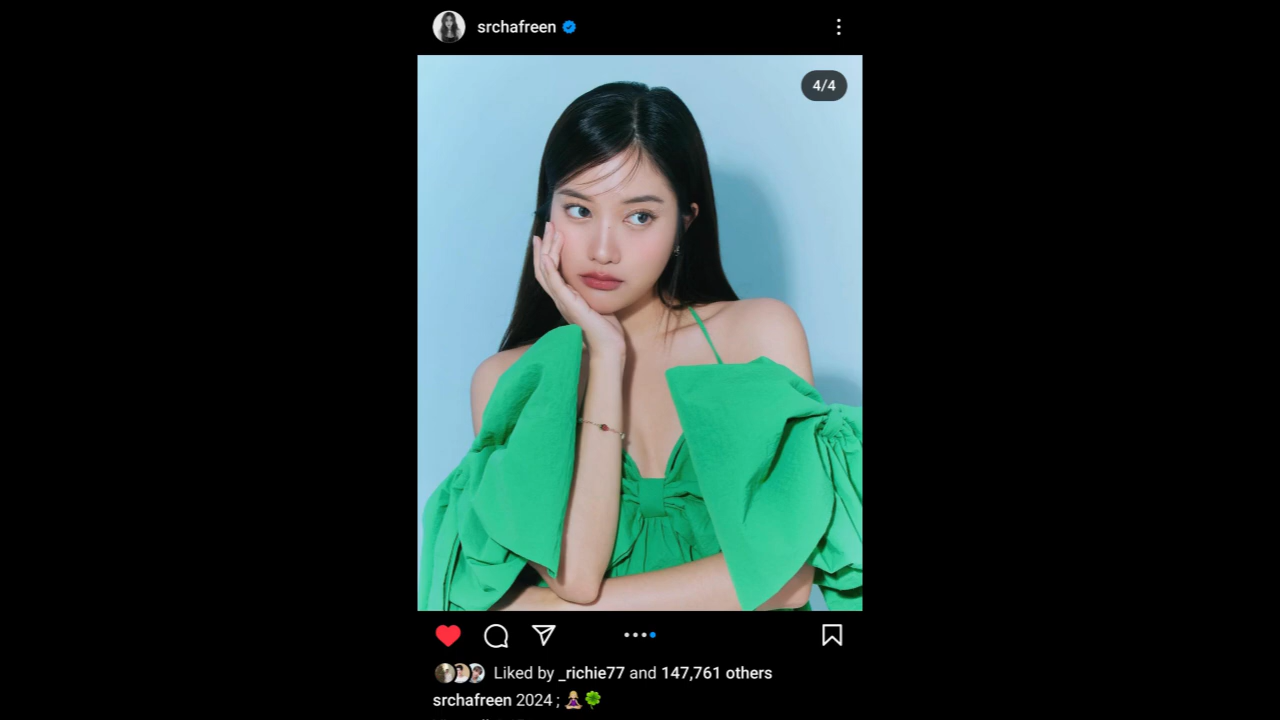 srchafreen
4/4
Liked by _richie77 and 147,761 others
srchafreen 2024 ; 🧘🏼‍♀️🍀